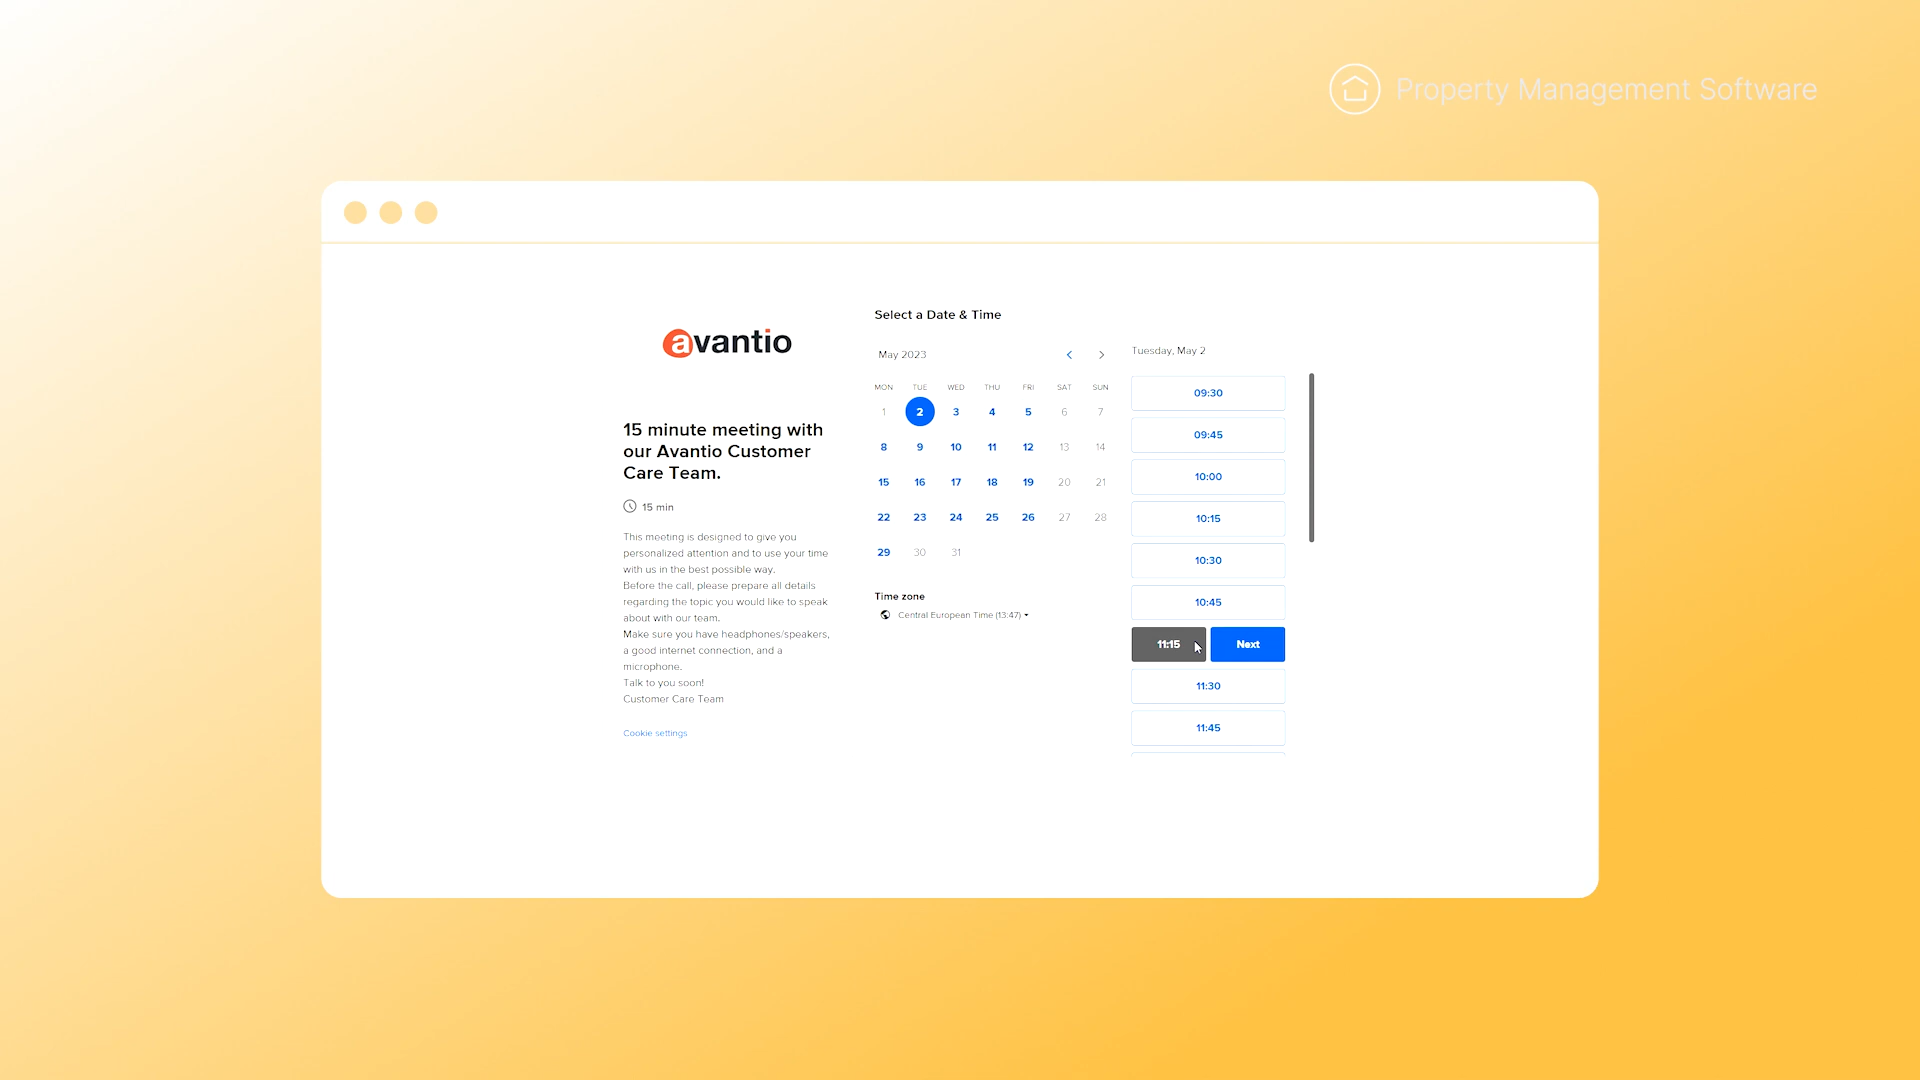 Property Management Software
avantio
15 minute meeting with
our Avantio Customer
Care Team.
15 min
This meeting is designed to give you
personalized attention and to use your time
with us in the best possible way.
Before the call, please prepare all details
regarding the topic you would like to speak
about with our team.
Make sure you have headphones/speakers,
a good internet connection, and a
microphone.
Talk to you soon!
Customer Care Team
Cookie settings
Select a Date & Time
May 2023
MON TUE WED THU FRI SAT SUN
1 2 3 4 5 6 7
8 9 10 11 12 13 14
15 16 17 18 19 20 21
22 23 24 25 26 27 28
29 30 31
Time zone
Central European Time (13:47)
Tuesday, May 2
09:30
09:45
10:00
10:15
10:30
10:45
11:15 Next
11:30
11:45